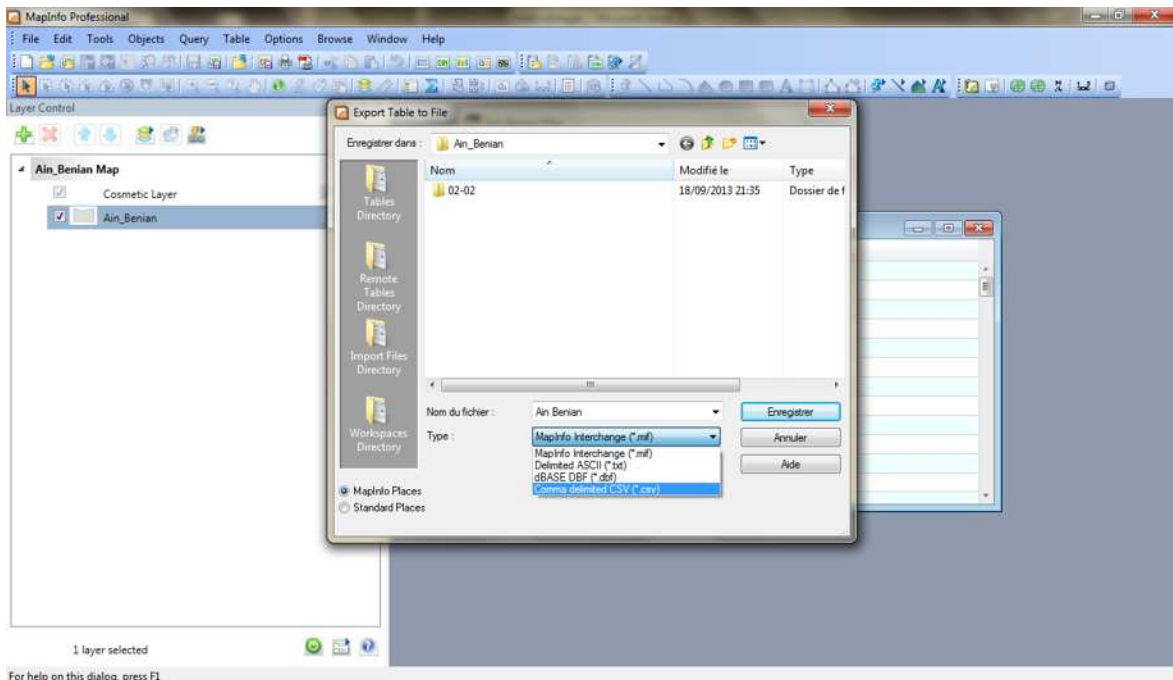 MapInfo Professional
File Edit Tools Objects Query Table Options Browse Window Help
Layer Control
Ain_Benian Map
Cosmetic Layer
Ain_Benian
1 layer selected
For help on this dialog, press F1
Export Table to File
Enregistrer dans : Ain_Benian
Nom Modifié le Type
02-02 18/09/2013 21:35 Dossier de f
Tables
Directory
Remote
Tables
Directory
Import Files
Directory
Workspaces
Directory
Nom du fichier : Ain Benian Enregistrer
Type : MapInfo Interchange (*.mif) Annuler
MapInfo Interchange (*.mif)
Delimited ASCII (*.txt)
dBASE DBF (*.dbf)
Comma delimited CSV (*.csv)
Aide
MapInfo Places
Standard Places